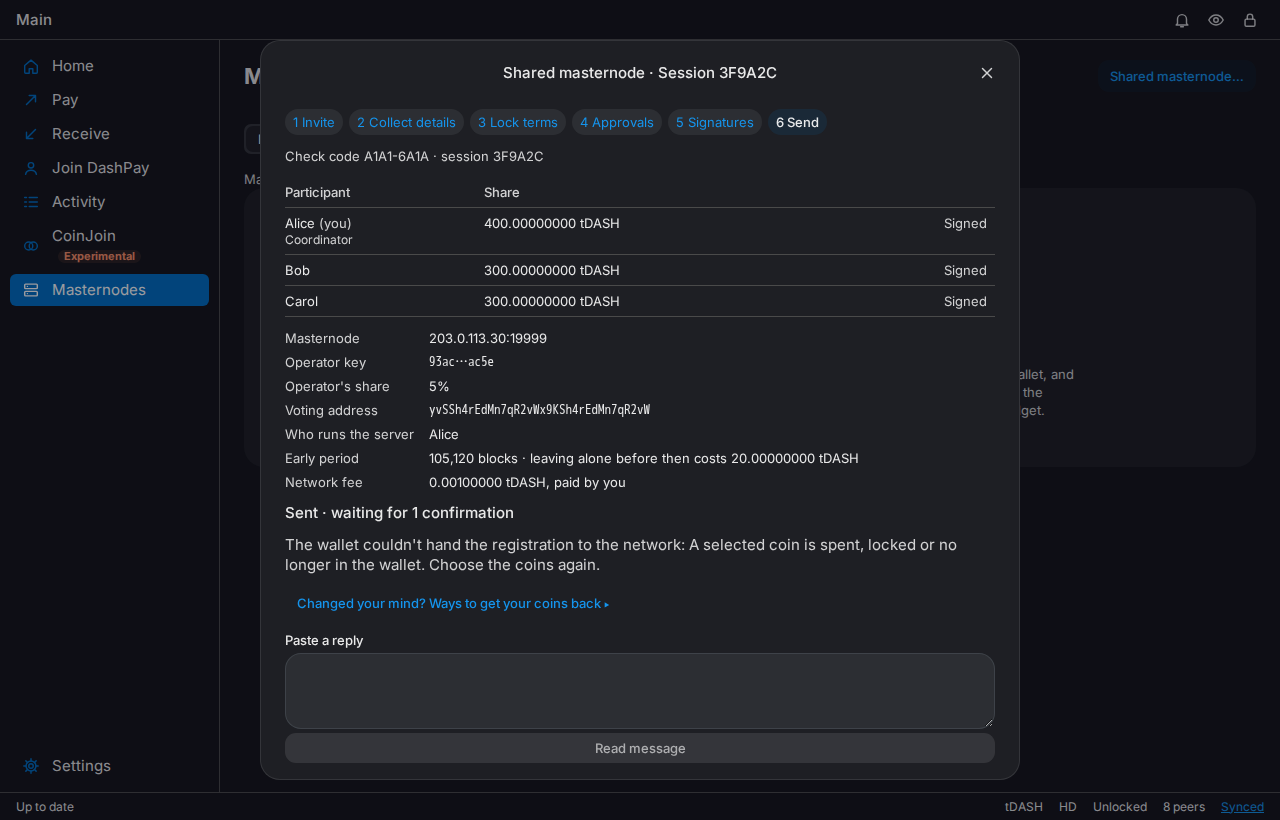 Main
Home
Pay
Receive
Join DashPay
Activity
CoinJoin
Experimental
Masternodes
Settings
Shared masternode...
allet, and
the
get.
Shared masternode · Session 3F9A2C
1 Invite
2 Collect details
3 Lock terms
4 Approvals
5 Signatures
6 Send
Check code A1A1-6A1A · session 3F9A2C
Participant Share
Alice (you) 400.00000000 tDASH Signed
Coordinator
Bob 300.00000000 tDASH Signed
Carol 300.00000000 tDASH Signed
Masternode 203.0.113.30:19999
Operator key 93ac⋯ac5e
Operator's share 5%
Voting address yvSSh4rEdMn7qR2vWx9KSh4rEdMn7qR2vW
Who runs the server Alice
Early period 105,120 blocks · leaving alone before then costs 20.00000000 tDASH
Network fee 0.00100000 tDASH, paid by you
Sent · waiting for 1 confirmation
The wallet couldn't hand the registration to the network: A selected coin is spent, locked or no
longer in the wallet. Choose the coins again.
Changed your mind? Ways to get your coins back ▸
Paste a reply
Read message
Up to date
tDASH HD Unlocked 8 peers Synced